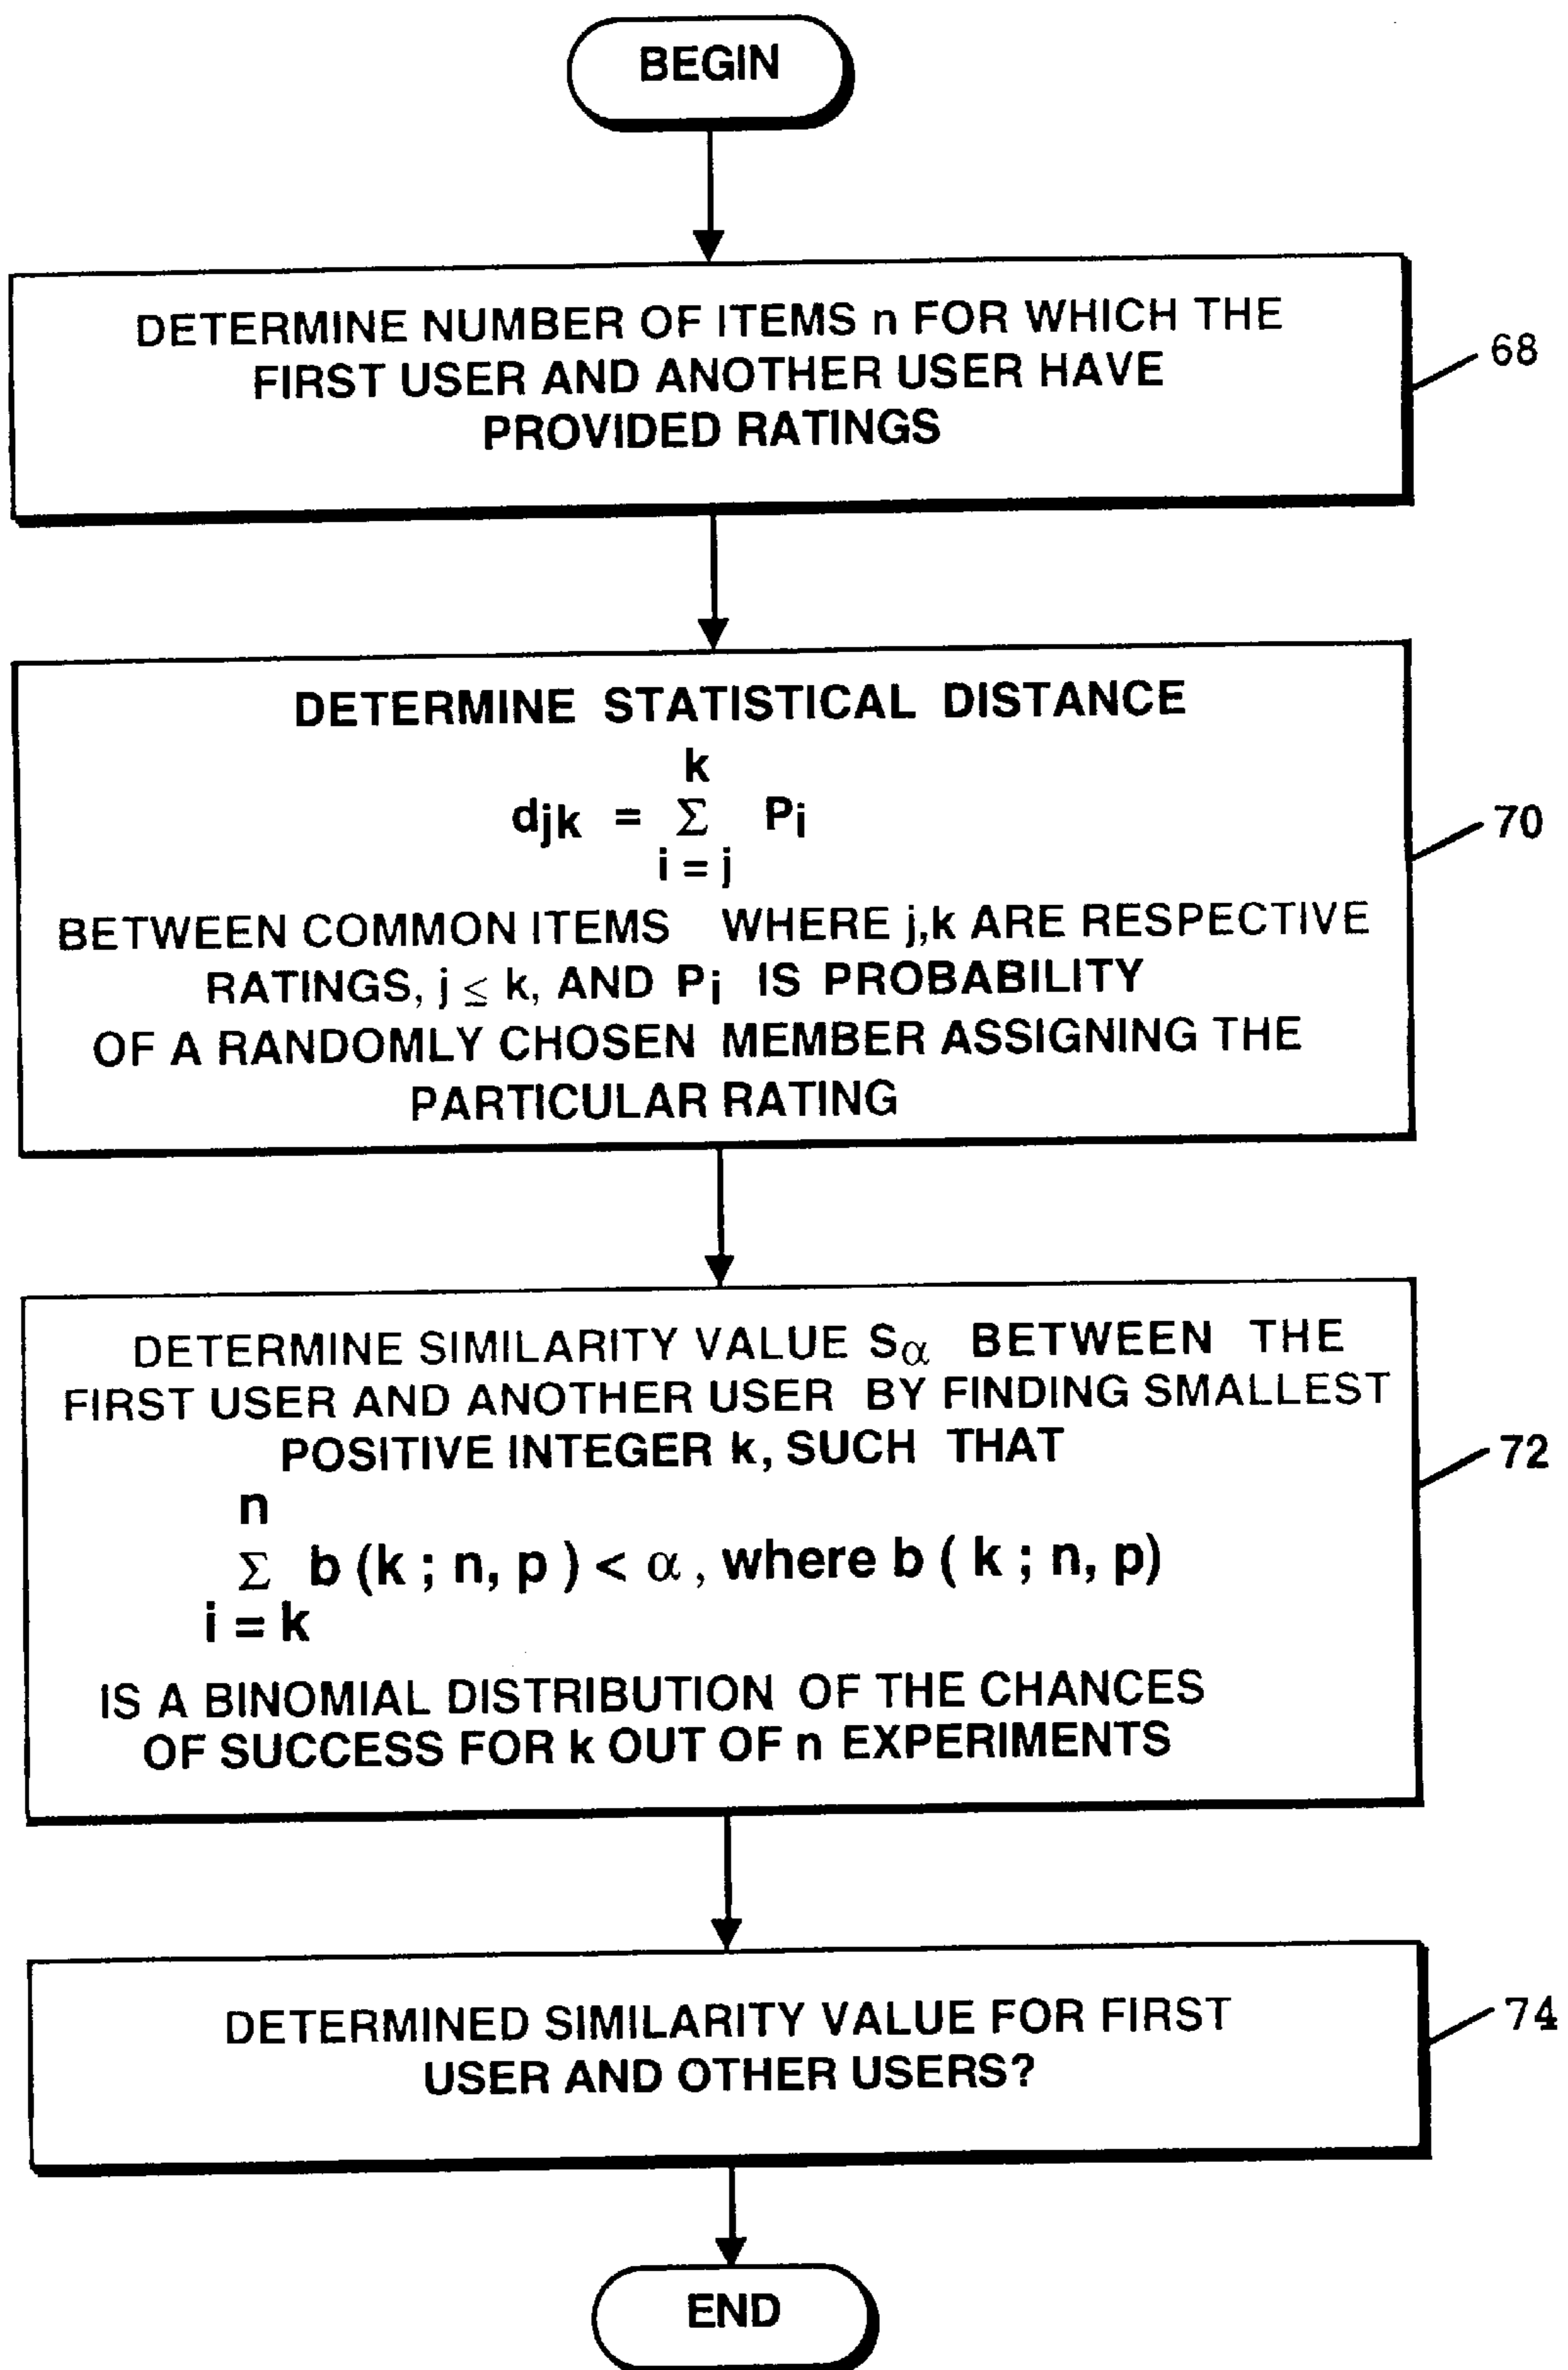 BEGIN
DETERMINE NUMBER OF ITEMS n FOR WHICH THE
FIRST USER AND ANOTHER USER HAVE
PROVIDED RATINGS
68
DETERMINE STATISTICAL DISTANCE
k
djk = Σ Pi
i = j
70
BETWEEN COMMON ITEMS WHERE j,k ARE RESPECTIVE
RATINGS, j ≤ k, AND Pi IS PROBABILITY
OF A RANDOMLY CHOSEN MEMBER ASSIGNING THE
PARTICULAR RATING
DETERMINE SIMILARITY VALUE Sα BETWEEN THE
FIRST USER AND ANOTHER USER BY FINDING SMALLEST
POSITIVE INTEGER k, SUCH THAT
72
n
Σ b (k ; n, p ) < α , where b ( k ; n, p)
i = k
IS A BINOMIAL DISTRIBUTION OF THE CHANCES
OF SUCCESS FOR k OUT OF n EXPERIMENTS
DETERMINED SIMILARITY VALUE FOR FIRST
USER AND OTHER USERS?
74
END